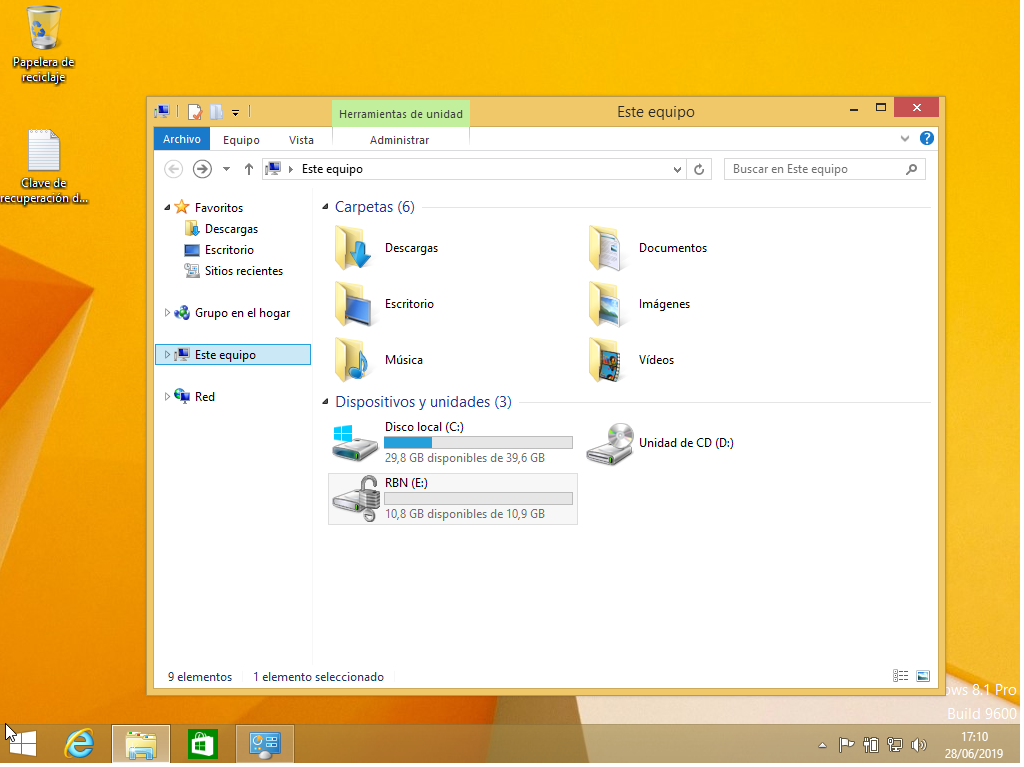 Papelera de
reciclaje
Clave de
recuperación d...
Herramientas de unidad
Este equipo
Archivo
Equipo
Vista
Administrar
Este equipo
Buscar en Este equipo
Favoritos
Descargas
Escritorio
Sitios recientes
Grupo en el hogar
Este equipo
Red
Carpetas (6)
Descargas
Documentos
Escritorio
Imágenes
Música
Vídeos
Dispositivos y unidades (3)
Disco local (C:)
29,8 GB disponibles de 39,6 GB
Unidad de CD (D:)
RBN (E:)
10,8 GB disponibles de 10,9 GB
9 elementos
1 elemento seleccionado
ows 8.1 Pro
Build 9600
17:10
28/06/2019